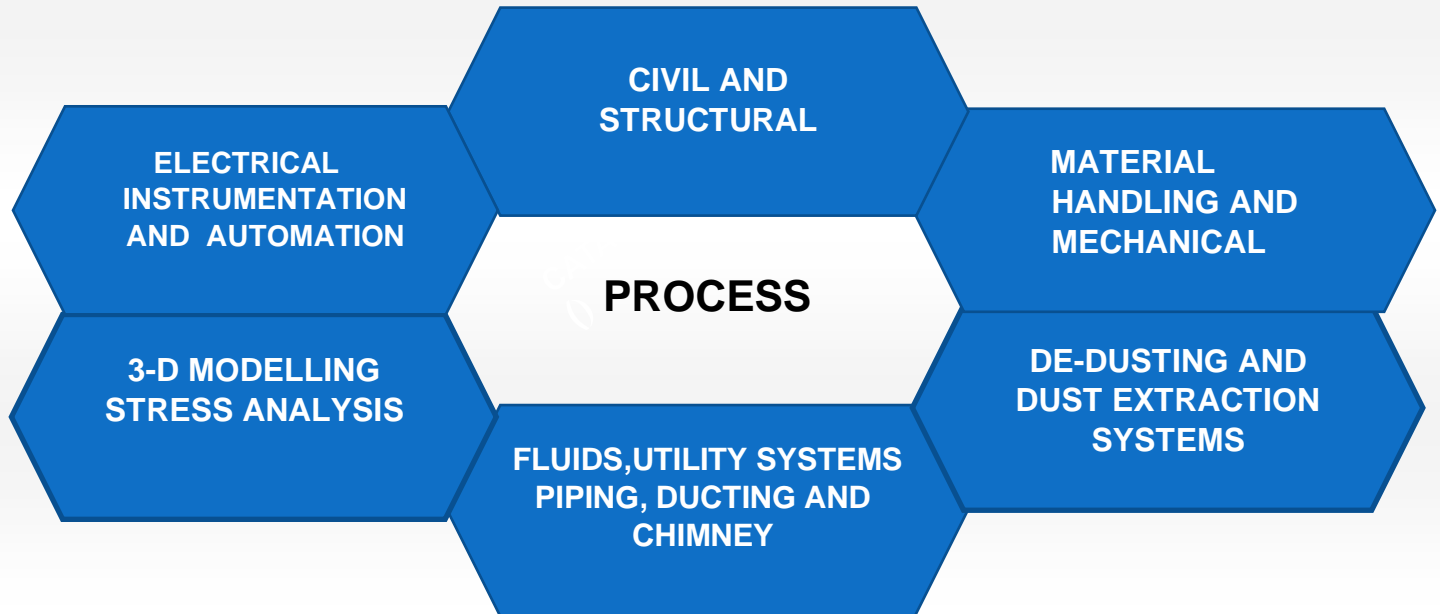 CIVIL AND
STRUCTURAL
ELECTRICAL
INSTRUMENTATION
AND AUTOMATION
MATERIAL
HANDLING AND
MECHANICAL
PROCESS
3-D MODELLING
STRESS ANALYSIS
DE-DUSTING AND
DUST EXTRACTION
SYSTEMS
FLUIDS,UTILITY SYSTEMS
PIPING, DUCTING AND
CHIMNEY